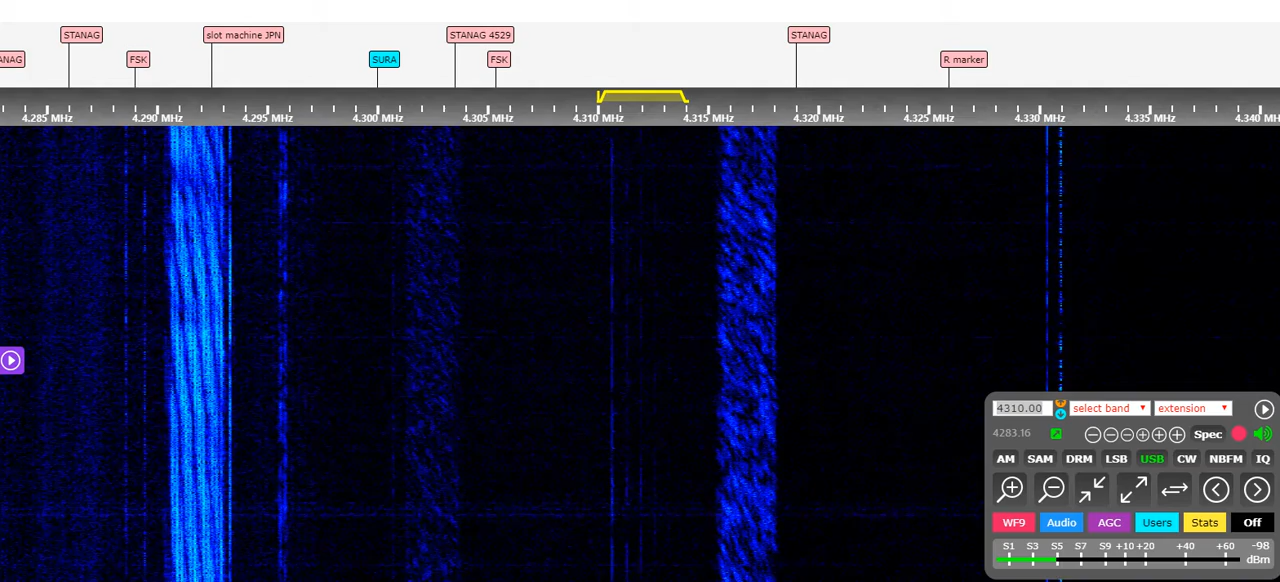 STANAG slot machine JPN STANAG 4529 STANAG
ANAG FSK SURA FSK R marker
4.285 MHz 4.290 MHz 4.295 MHz 4.300 MHz 4.305 MHz 4.310 MHz 4.315 MHz 4.320 MHz 4.325 MHz 4.330 MHz 4.335 MHz 4.340 MH
4310.00 select band extension
4283.16 Spec
AM SAM DRM LSB USB CW NBFM IQ
WF9 Audio AGC Users Stats Off
S1 S3 S5 S7 S9 +10 +20 +40 +60 -98
dBm